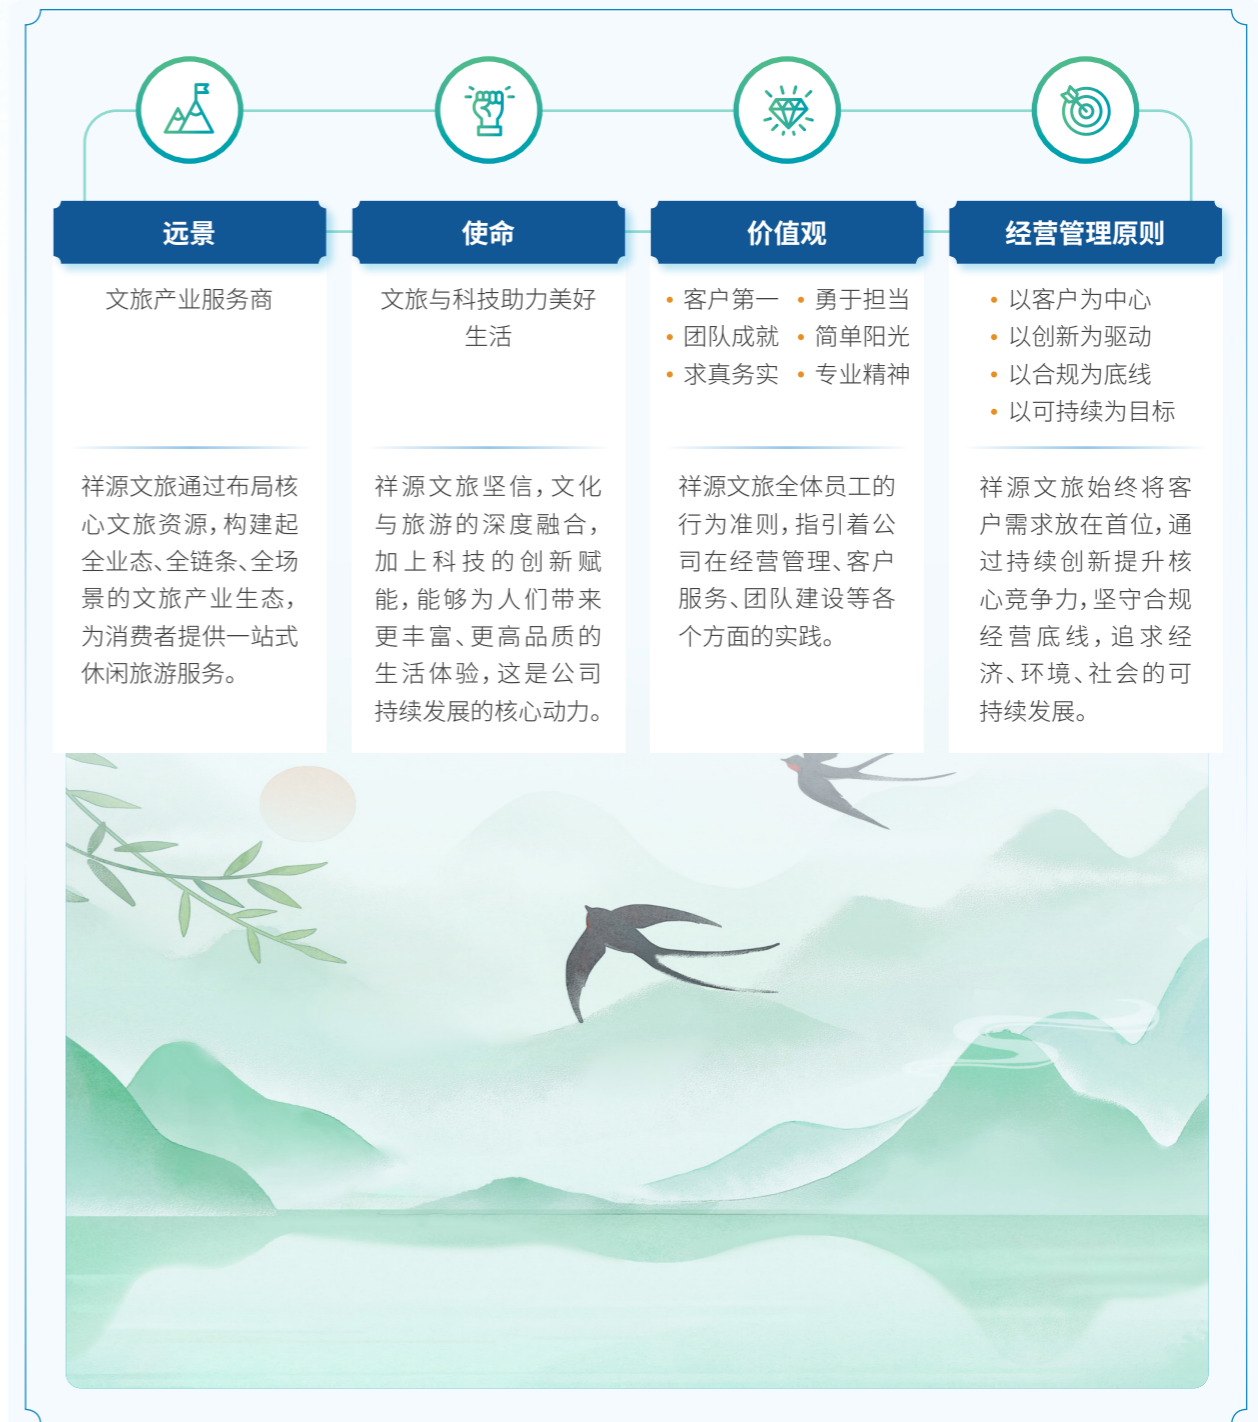 远景
文旅产业服务商
祥源文旅通过布局核
心文旅资源，构建起
全业态、全链条、全场
景的文旅产业生态，
为消费者提供一站式
休闲旅游服务。
使命
文旅与科技助力美好
生活
祥源文旅坚信，文化
与旅游的深度融合，
加上科技的创新赋
能，能够为人们带来
更丰富、更高品质的
生活体验，这是公司
持续发展的核心动力。
价值观
• 客户第一 • 勇于担当
• 团队成就 • 简单阳光
• 求真务实 • 专业精神
祥源文旅全体员工的
行为准则，指引着公
司在经营管理、客户
服务、团队建设等各
个方面的实践。
经营管理原则
• 以客户为中心
• 以创新为驱动
• 以合规为底线
• 以可持续为目标
祥源文旅始终将客
户需求放在首位，通
过持续创新提升核
心竞争力，坚守合规
经营底线，追求经
济、环境、社会的可
持续发展。